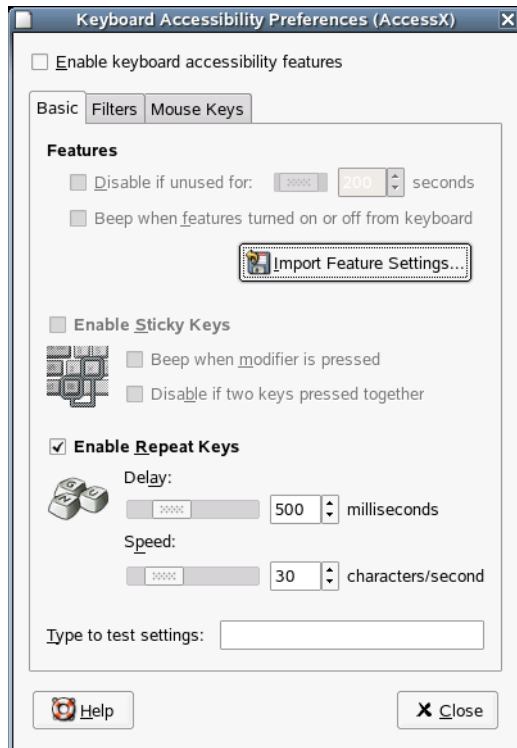 Keyboard Accessibility Preferences (AccessX)
Enable keyboard accessibility features
Basic Filters Mouse Keys
Features
Disable if unused for: 200 seconds
Beep when features turned on or off from keyboard
Import Feature Settings...
Enable Sticky Keys
Beep when modifier is pressed
Disable if two keys pressed together
Enable Repeat Keys
Delay:
500 milliseconds
Speed:
30 characters/second
Type to test settings:
Help Close